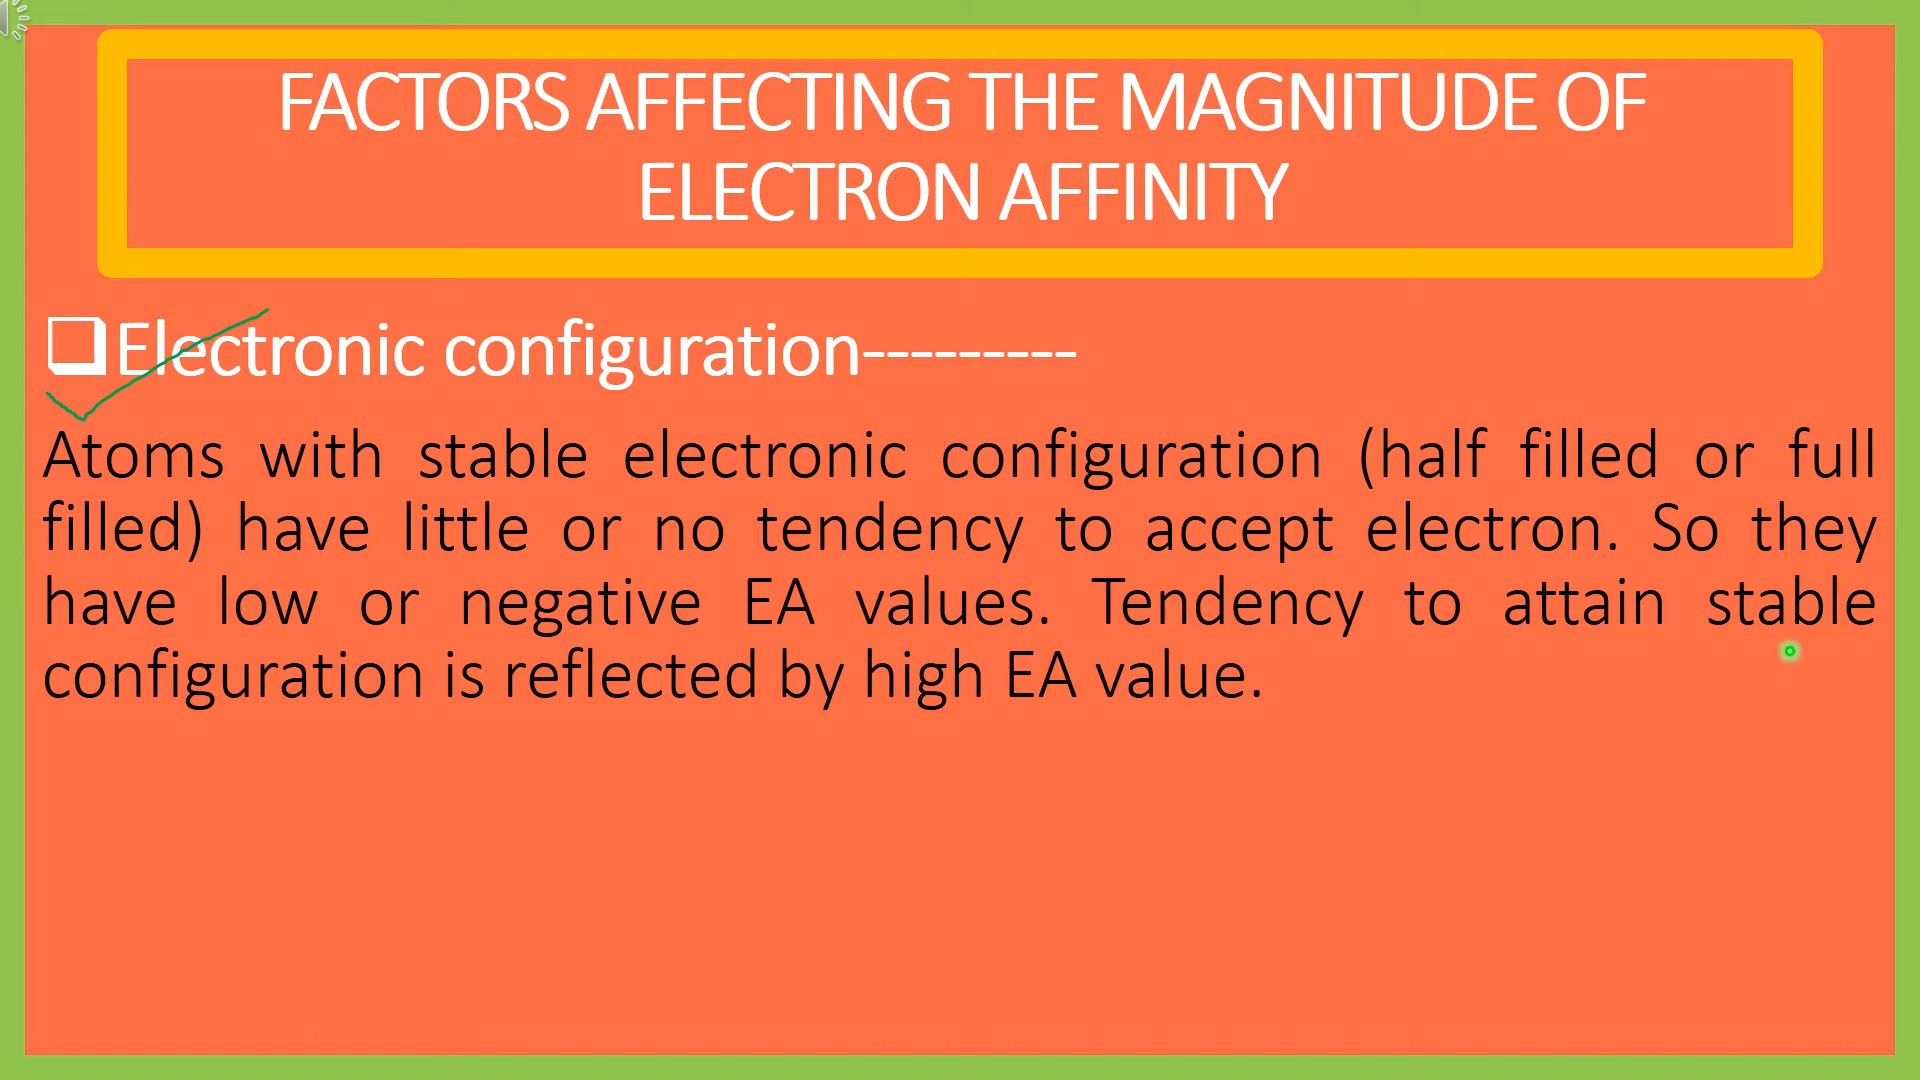 FACTORS AFFECTING THE MAGNITUDE OF
ELECTRON AFFINITY
Electronic configuration---------
Atoms with stable electronic configuration (half filled or full
filled) have little or no tendency to accept electron. So they
have low or negative EA values. Tendency to attain stable
configuration is reflected by high EA value.